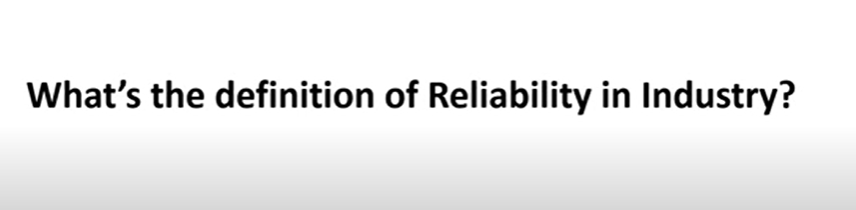 What's the definition of Reliability in Industry?